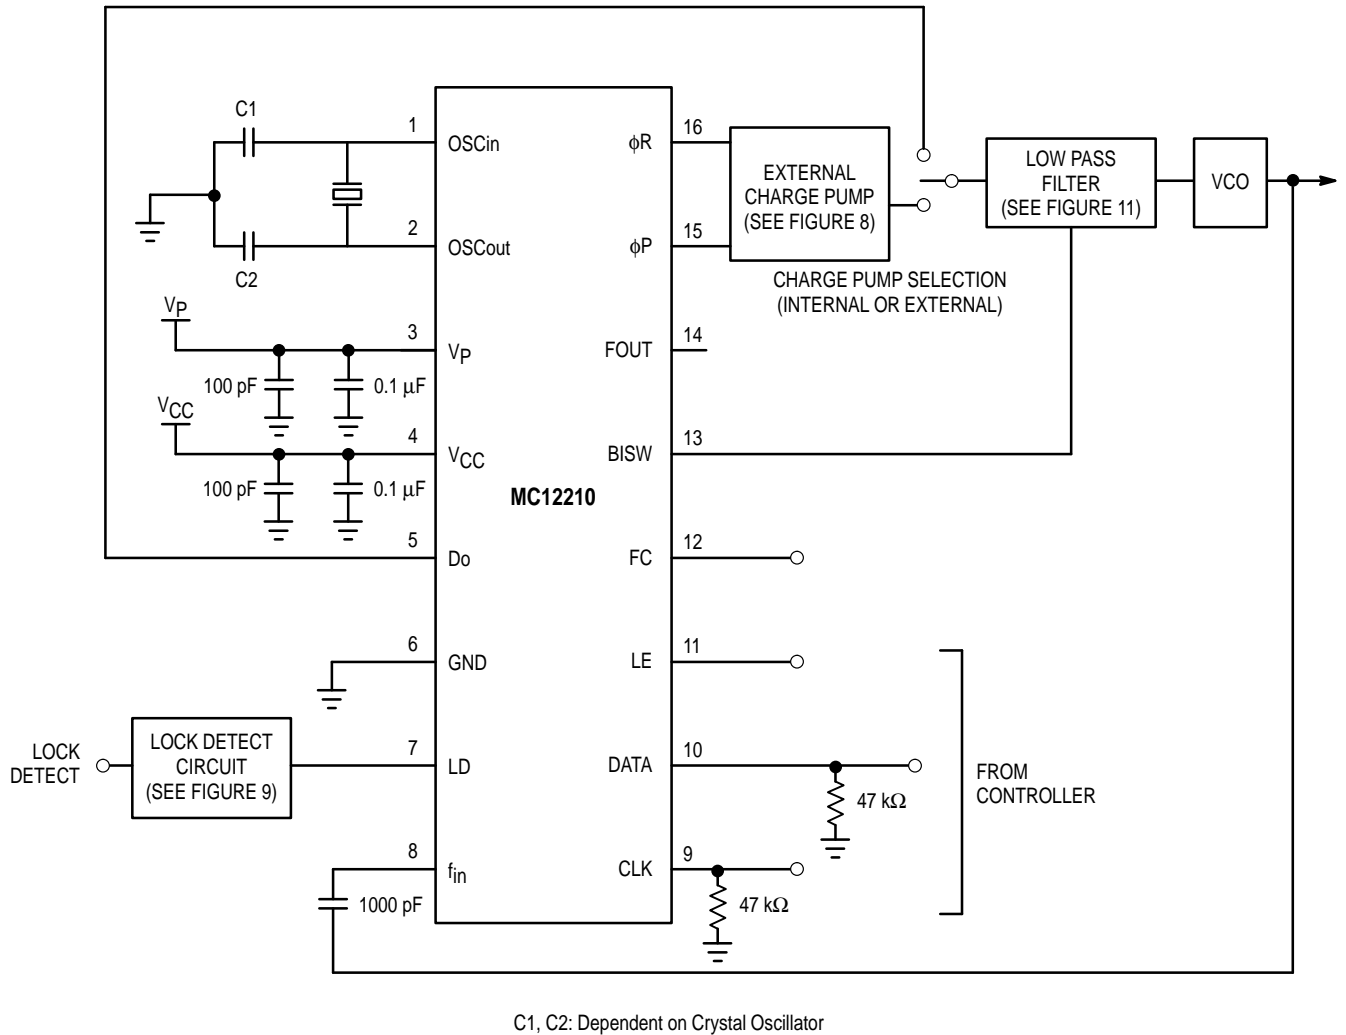 C1
1
OSCin
2
OSCout
C2
VP
3
VP
100 pF
0.1 μF
VCC
4
VCC
100 pF
0.1 μF
5
Do
6
GND
LOCK
DETECT
LOCK DETECT
CIRCUIT
(SEE FIGURE 9)
7
LD
8
fin
1000 pF
MC12210
16
φR
15
φP
EXTERNAL
CHARGE PUMP
(SEE FIGURE 8)
CHARGE PUMP SELECTION
(INTERNAL OR EXTERNAL)
LOW PASS
FILTER
(SEE FIGURE 11)
VCO
14
FOUT
13
BISW
12
FC
11
LE
10
DATA
47 kΩ
9
CLK
47 kΩ
FROM
CONTROLLER
C1, C2: Dependent on Crystal Oscillator